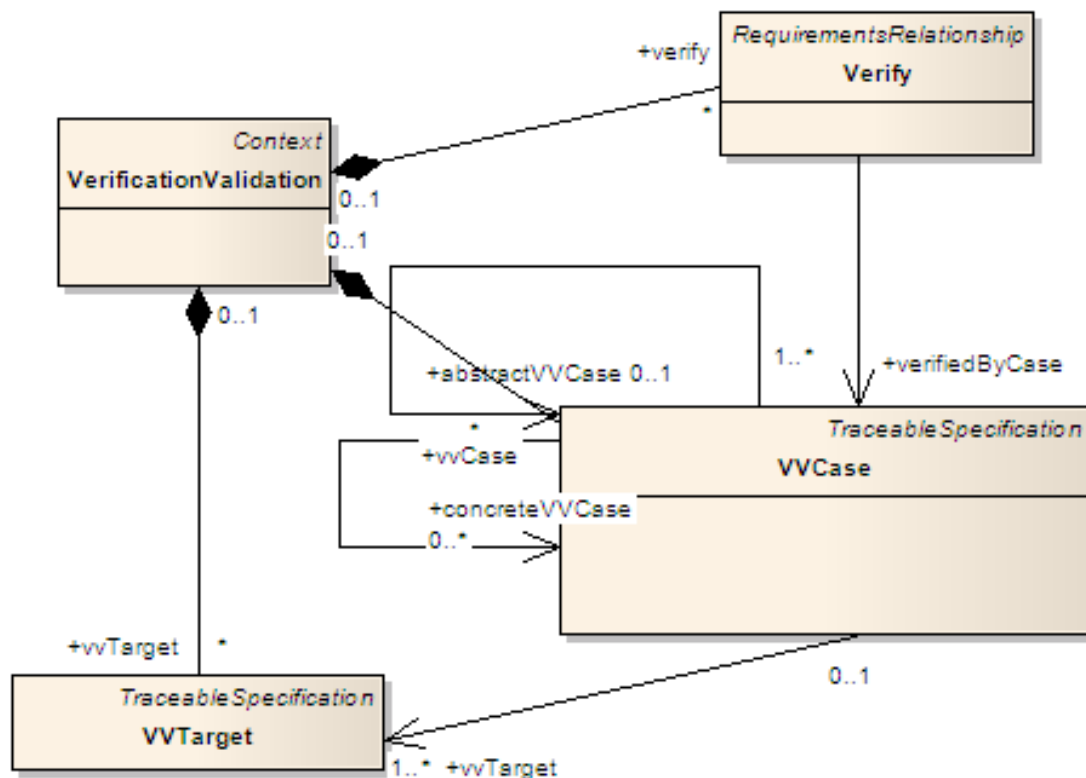 RequirementsRelationship
Verify
+verify
*
Context
VerificationValidation
0..1
0..1
0..1
+abstractVVCase 0..1
1..*
+verifiedByCase
*
+vvCase
TraceableSpecification
VVCase
+concreteVVCase
0..*
+vvTarget
*
0..1
TraceableSpecification
VVTarget
1..* +vvTarget